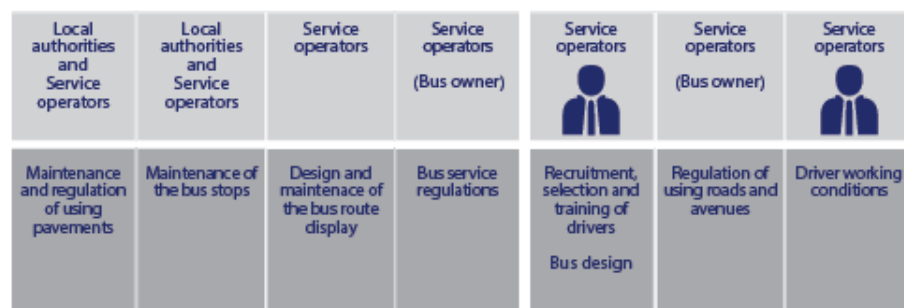 Local
authorities
and
Service
operators
Local
authorities
and
Service
operators
Service
operators
Service
operators
(Bus owner)
Service
operators
Service
operators
(Bus owner)
Service
operators
Maintenance
and regulation
of using
pavements
Maintenance of
the bus stops
Design and
maintenace of
the bus route
display
Bus service
regulations
Recruitment,
selection and
training of
drivers
Bus design
Regulation of
using roads and
avenues
Driver working
conditions